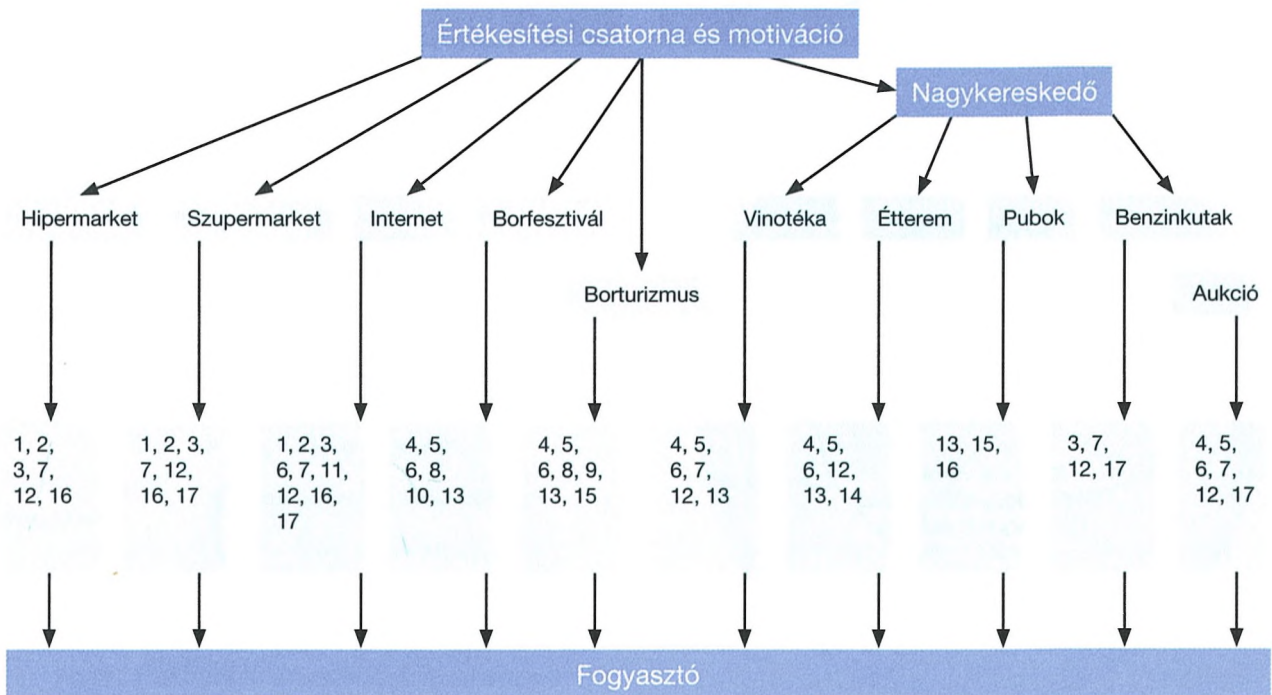 Értékesítési csatorna és motiváció
Nagykereskedő
Hipermarket
Szupermarket
Internet
Borfesztivál
Vinotéka
Étterem
Pubok
Benzinkutak
Borturizmus
Aukció
1, 2,
3, 7,
12, 16
1, 2, 3,
7, 12,
16, 17
1, 2, 3,
6, 7, 11,
12, 16,
17
4, 5,
6, 8,
10, 13
4, 5,
6, 8, 9,
13, 15
4, 5,
6, 7,
12, 13
4, 5,
6, 12,
13, 14
13, 15,
16
3, 7,
12, 17
4, 5,
6, 7,
12, 17
Fogyasztó